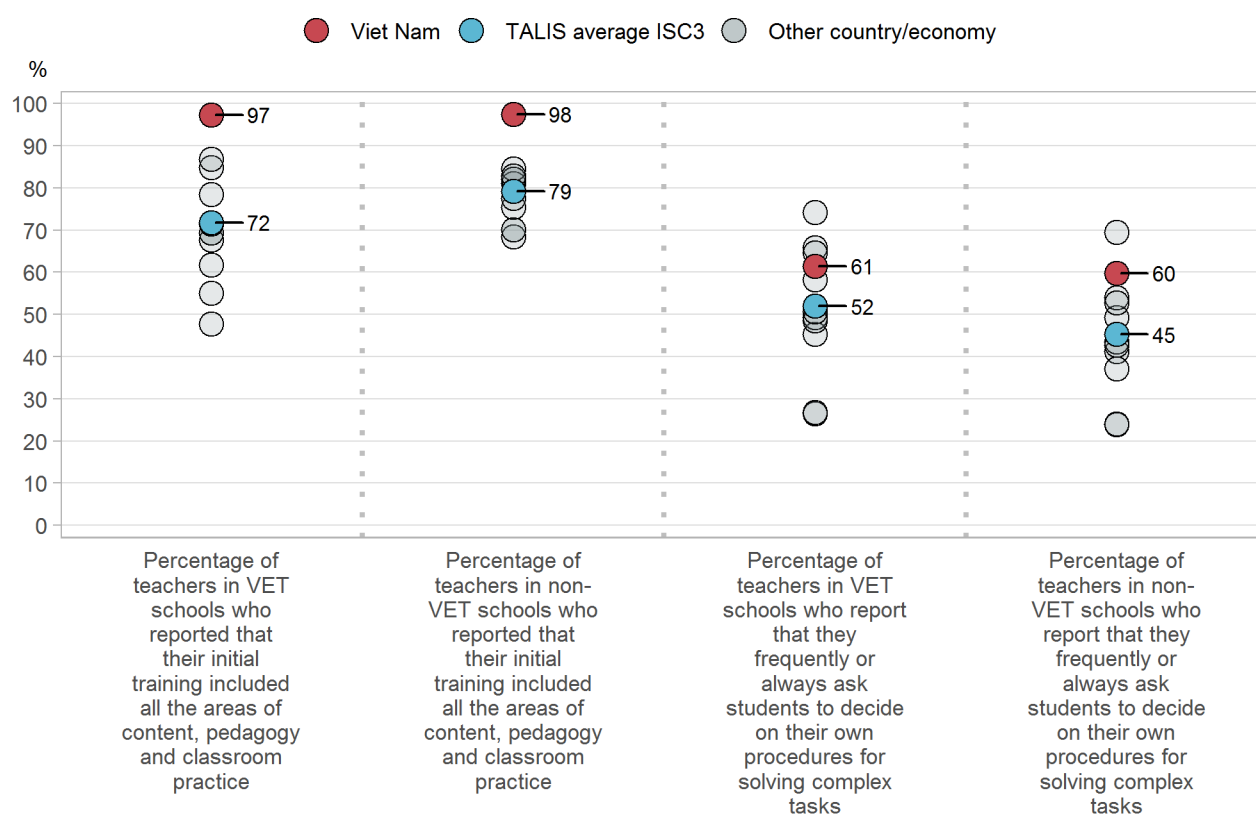 Viet Nam TALIS average ISC3 Other country/economy
%
100
90
80
70
60
50
40
30
20
10
0
97
72
98
79
61
52
60
45
Percentage of
teachers in VET
schools who
reported that
their initial
training included
all the areas of
content, pedagogy
and classroom
practice
Percentage of
teachers in non-
VET schools who
reported that
their initial
training included
all the areas of
content, pedagogy
and classroom
practice
Percentage of
teachers in VET
schools who report
that they
frequently or
always ask
students to decide
on their own
procedures for
solving complex
tasks
Percentage of
teachers in non-
VET schools who
report that they
frequently or
always ask
students to decide
on their own
procedures for
solving complex
tasks